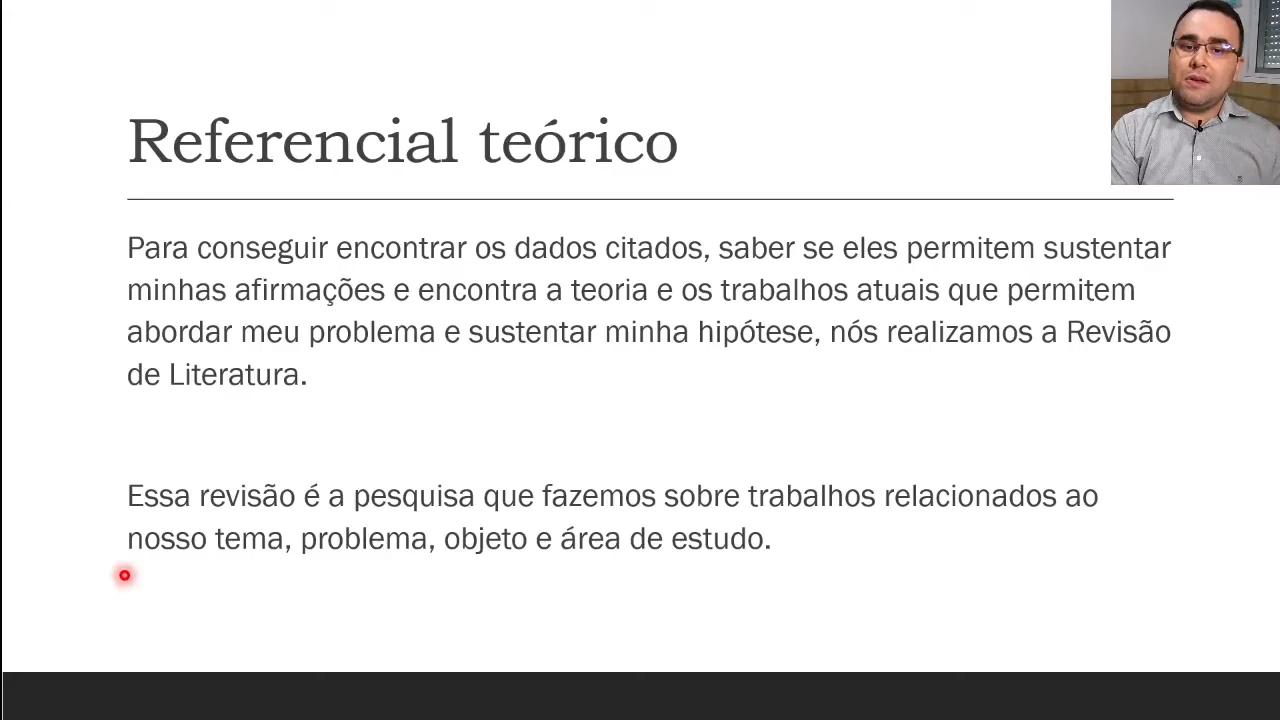 Referencial teórico
Para conseguir encontrar os dados citados, saber se eles permitem sustentar
minhas afirmações e encontra a teoria e os trabalhos atuais que permitem
abordar meu problema e sustentar minha hipótese, nós realizamos a Revisão
de Literatura.
Essa revisão é a pesquisa que fazemos sobre trabalhos relacionados ao
nosso tema, problema, objeto e área de estudo.